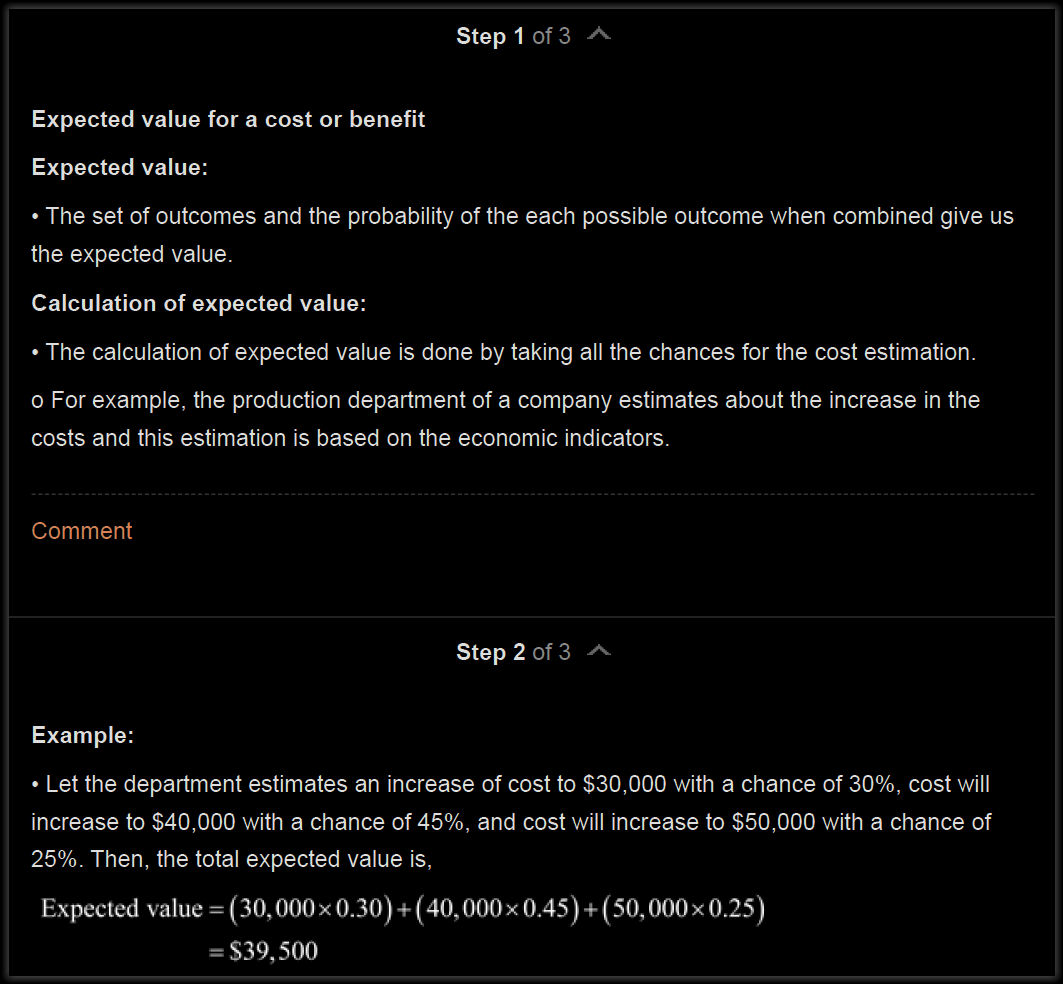 Step 1 of 3
Expected value for a cost or benefit
Expected value:
• The set of outcomes and the probability of the each possible outcome when combined give us
the expected value.
Calculation of expected value:
• The calculation of expected value is done by taking all the chances for the cost estimation.
o For example, the production department of a company estimates about the increase in the
costs and this estimation is based on the economic indicators.
Comment
Step 2 of 3
Example:
• Let the department estimates an increase of cost to $30,000 with a chance of 30%, cost will
increase to $40,000 with a chance of 45%, and cost will increase to $50,000 with a chance of
25%. Then, the total expected value is,
Expected value = (30,000×0.30)+(40,000×0.45)+(50,000×0.25)
= $39,500